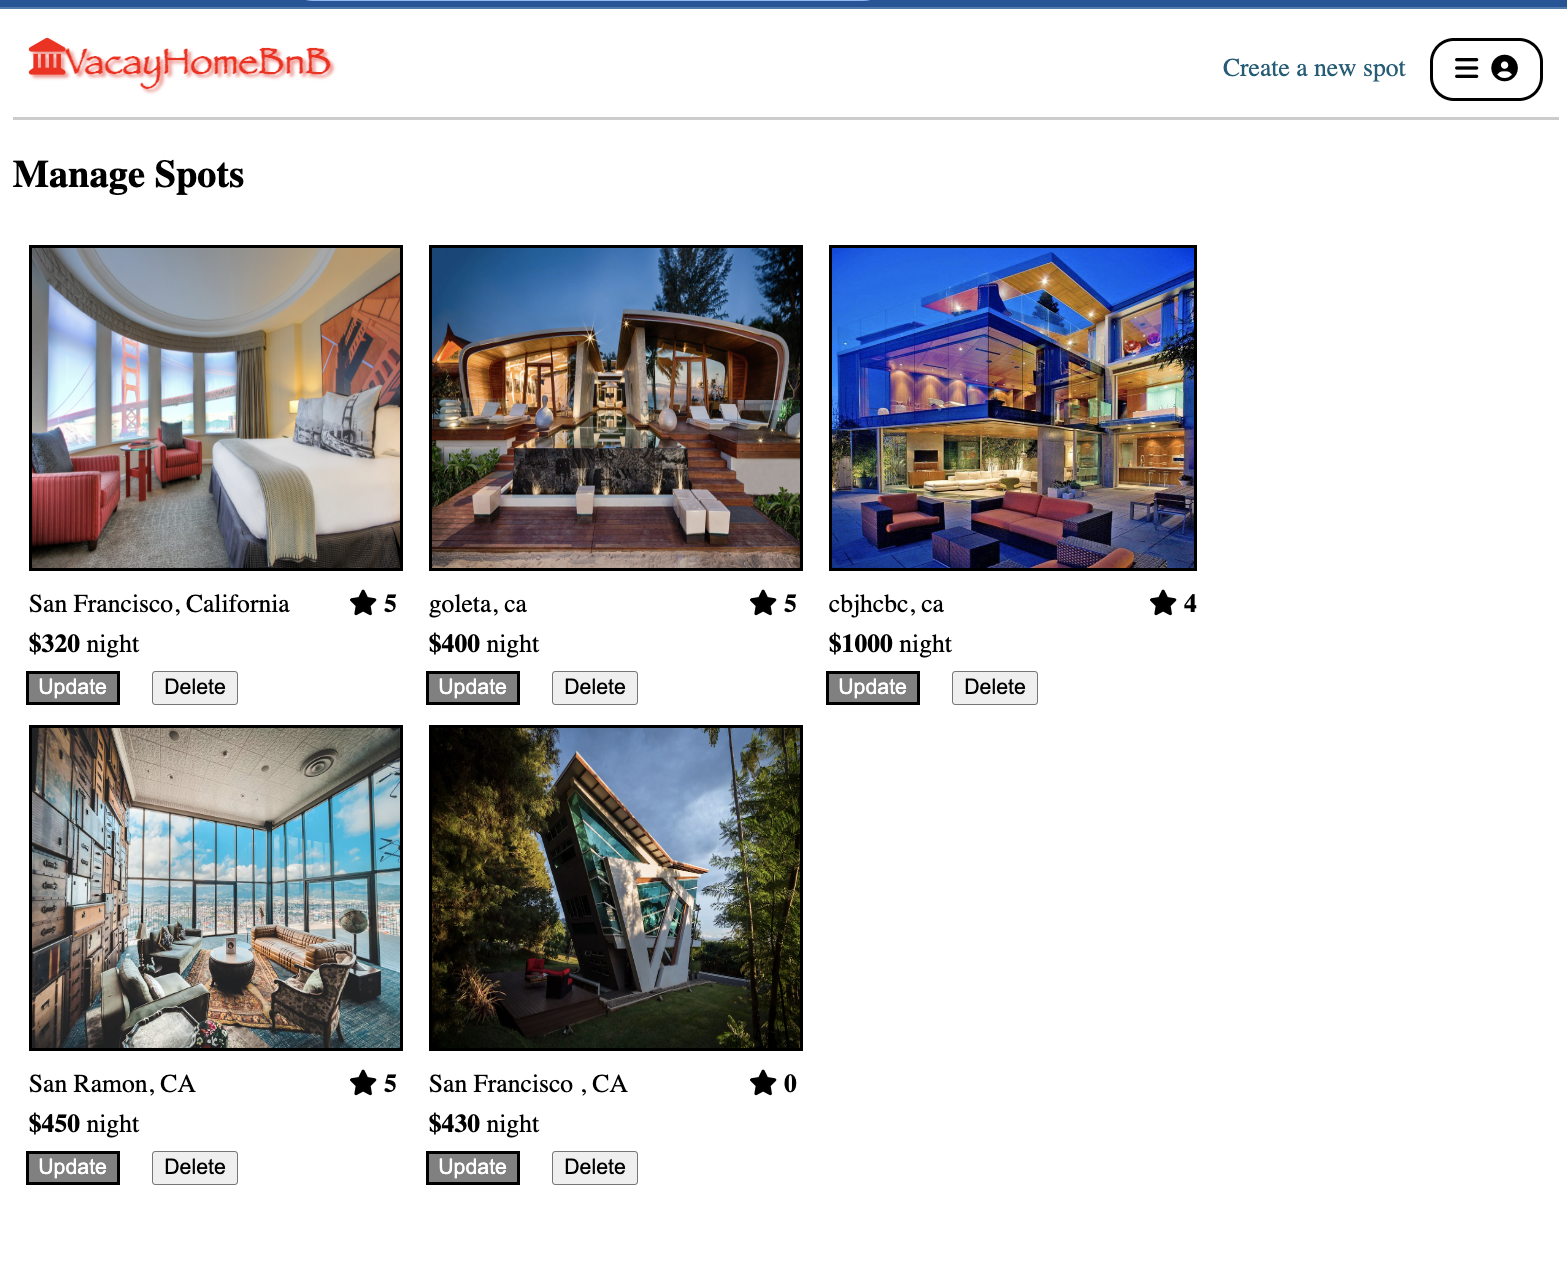 VacayHomeBnB
Create a new spot
Manage Spots
San Francisco, California 5
$320 night
Update Delete
goleta, ca 5
$400 night
Update Delete
cbjhcbc, ca 4
$1000 night
Update Delete
San Ramon, CA 5
$450 night
Update Delete
San Francisco , CA 0
$430 night
Update Delete